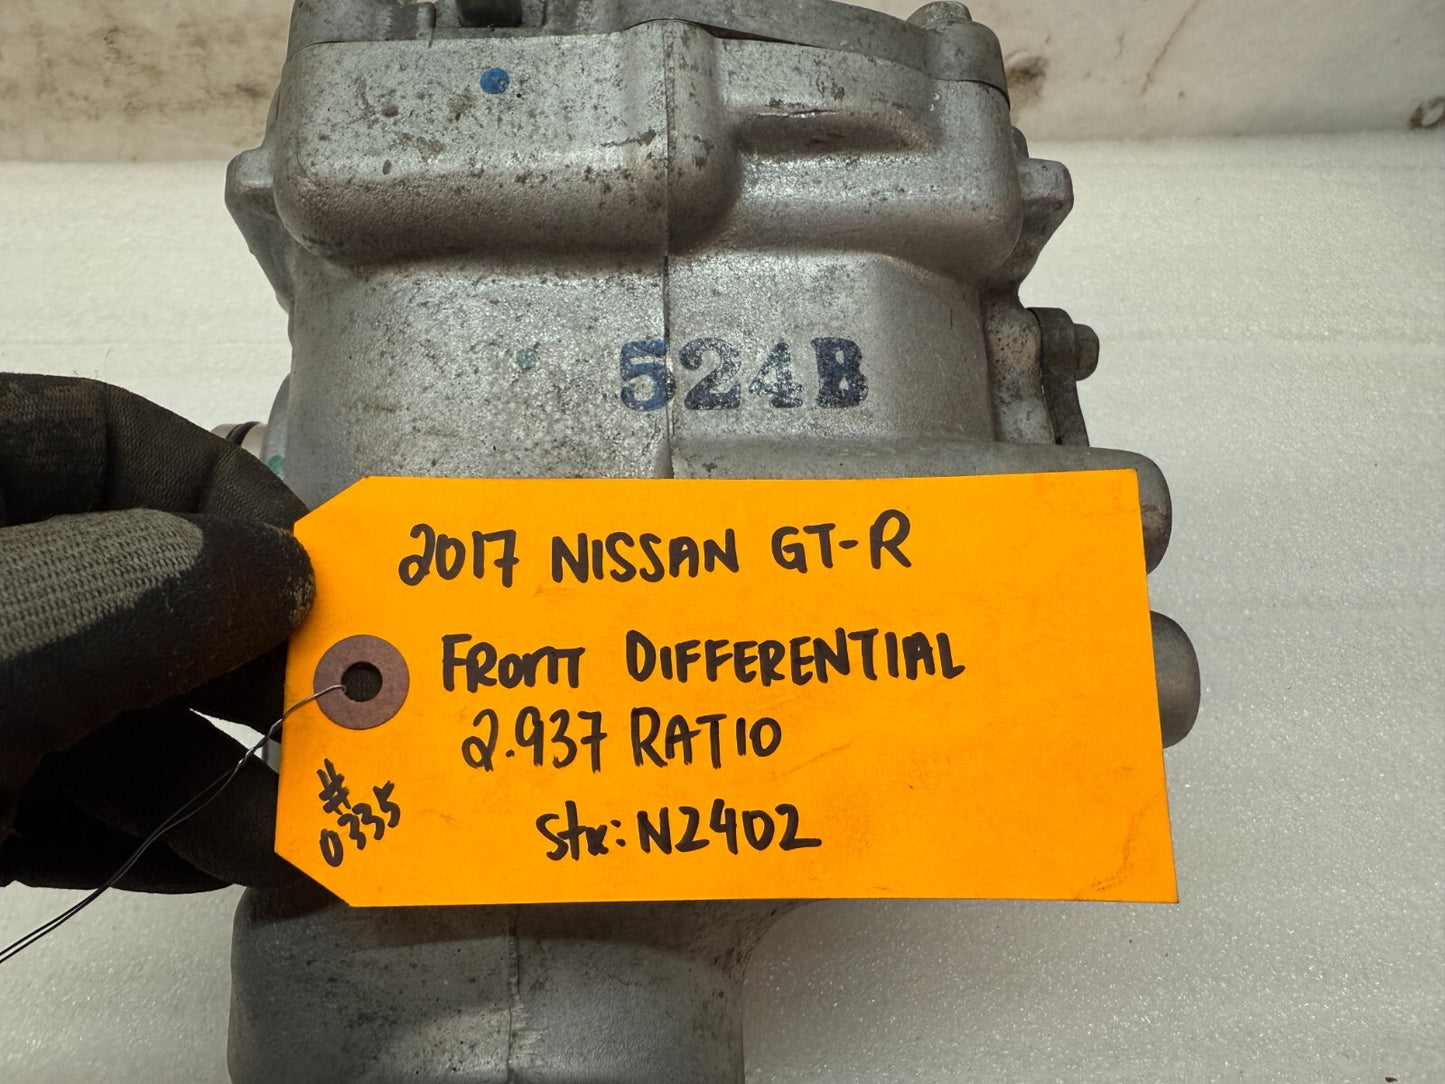 524B
2017 NISSAN GT-R
FRONT DIFFERENTIAL
2.937 RATIO
# 0335
Stk: N2402